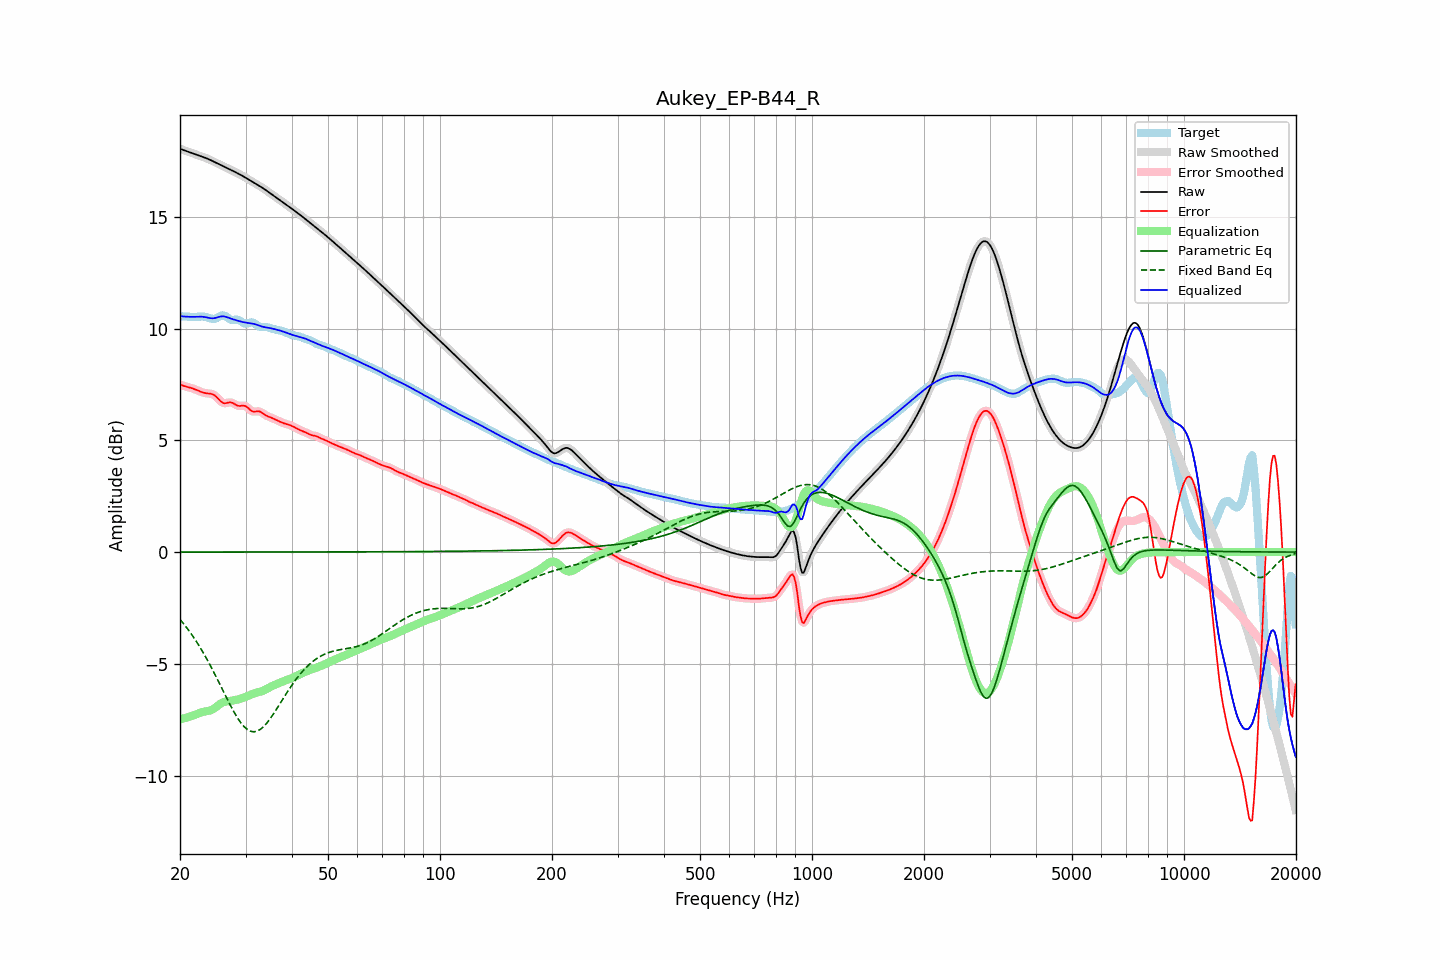 Aukey_EP-B44_R
Target
Raw Smoothed
Error Smoothed
Raw
Error
Equalization
Parametric Eq
Fixed Band Eq
Equalized
Amplitude (dBr)
15
10
5
0
−5
−10
20 50 100 200 500 1000 2000 5000 10000 20000
Frequency (Hz)